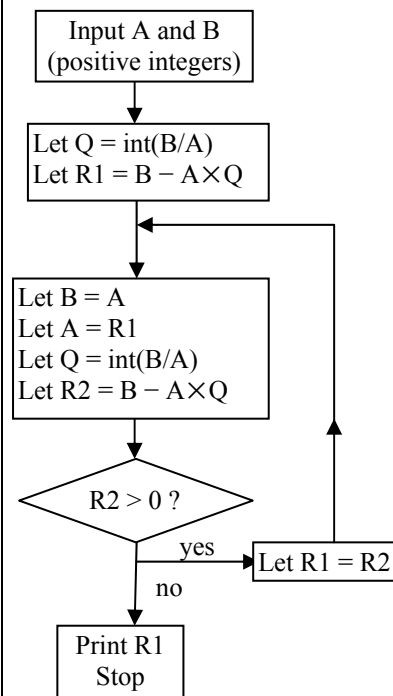 Input A and B
(positive integers)
Let Q = int(B/A)
Let R1 = B − A×Q
Let B = A
Let A = R1
Let Q = int(B/A)
Let R2 = B − A×Q
R2 > 0 ?
yes
Let R1 = R2
no
Print R1
Stop